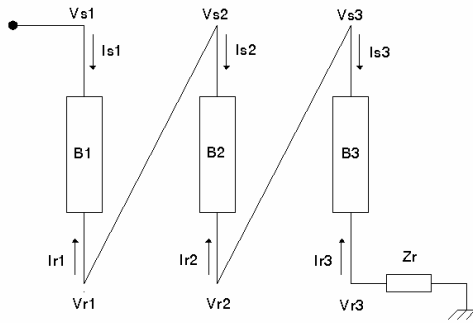 Vs1 Vs2 Vs3
Is1 Is2 Is3
B1 B2 B3
Ir1 Ir2 Ir3 Zr
Vr1 Vr2 Vr3